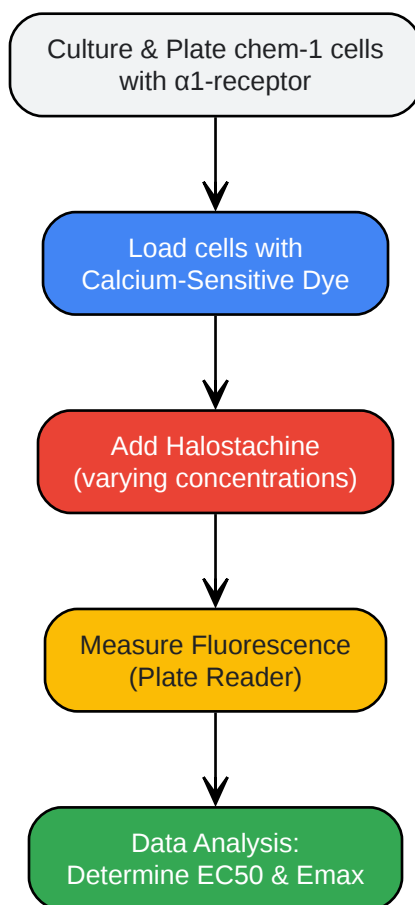 Culture & Plate chem-1 cells
with α1-receptor
Load cells with
Calcium-Sensitive Dye
Add Halostachine
(varying concentrations)
Measure Fluorescence
(Plate Reader)
Data Analysis:
Determine EC50 & Emax